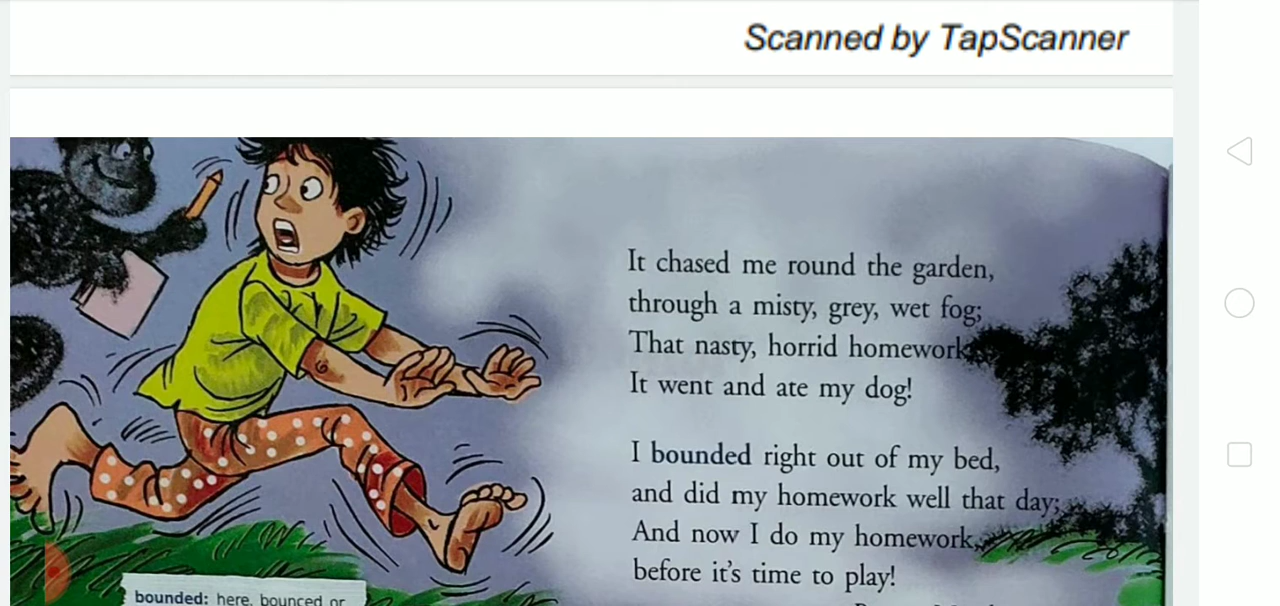 Scanned by TapScanner
It chased me round the garden,
through a misty, grey, wet fog;
That nasty, horrid homework
It went and ate my dog!
I bounded right out of my bed,
and did my homework well that day;
And now I do my homework,
before it's time to play!
bounded: here, bounced or